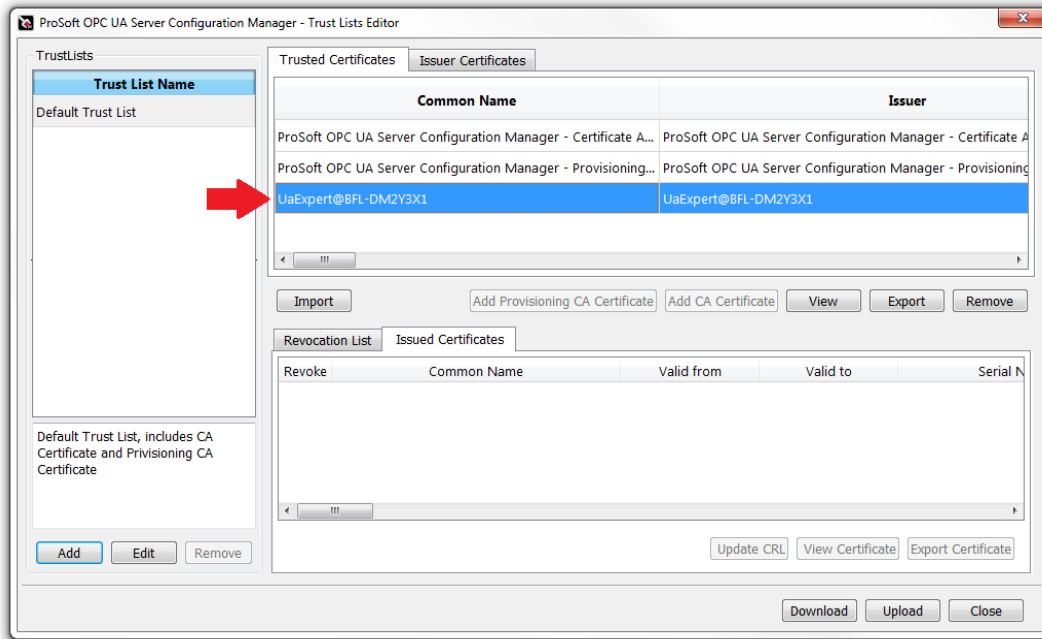 ProSoft OPC UA Server Configuration Manager - Trust Lists Editor
TrustLists
Trust List Name
Default Trust List
Default Trust List, includes CA
Certificate and Privisioning CA
Certificate
Add Edit Remove
Trusted Certificates Issuer Certificates
Common Name Issuer
ProSoft OPC UA Server Configuration Manager - Certificate A... ProSoft OPC UA Server Configuration Manager - Certificate A
ProSoft OPC UA Server Configuration Manager - Provisioning... ProSoft OPC UA Server Configuration Manager - Provisioning
UaExpert@BFL-DM2Y3X1 UaExpert@BFL-DM2Y3X1
Import Add Provisioning CA Certificate Add CA Certificate View Export Remove
Revocation List Issued Certificates
Revoke Common Name Valid from Valid to Serial N
Update CRL View Certificate Export Certificate
Download Upload Close